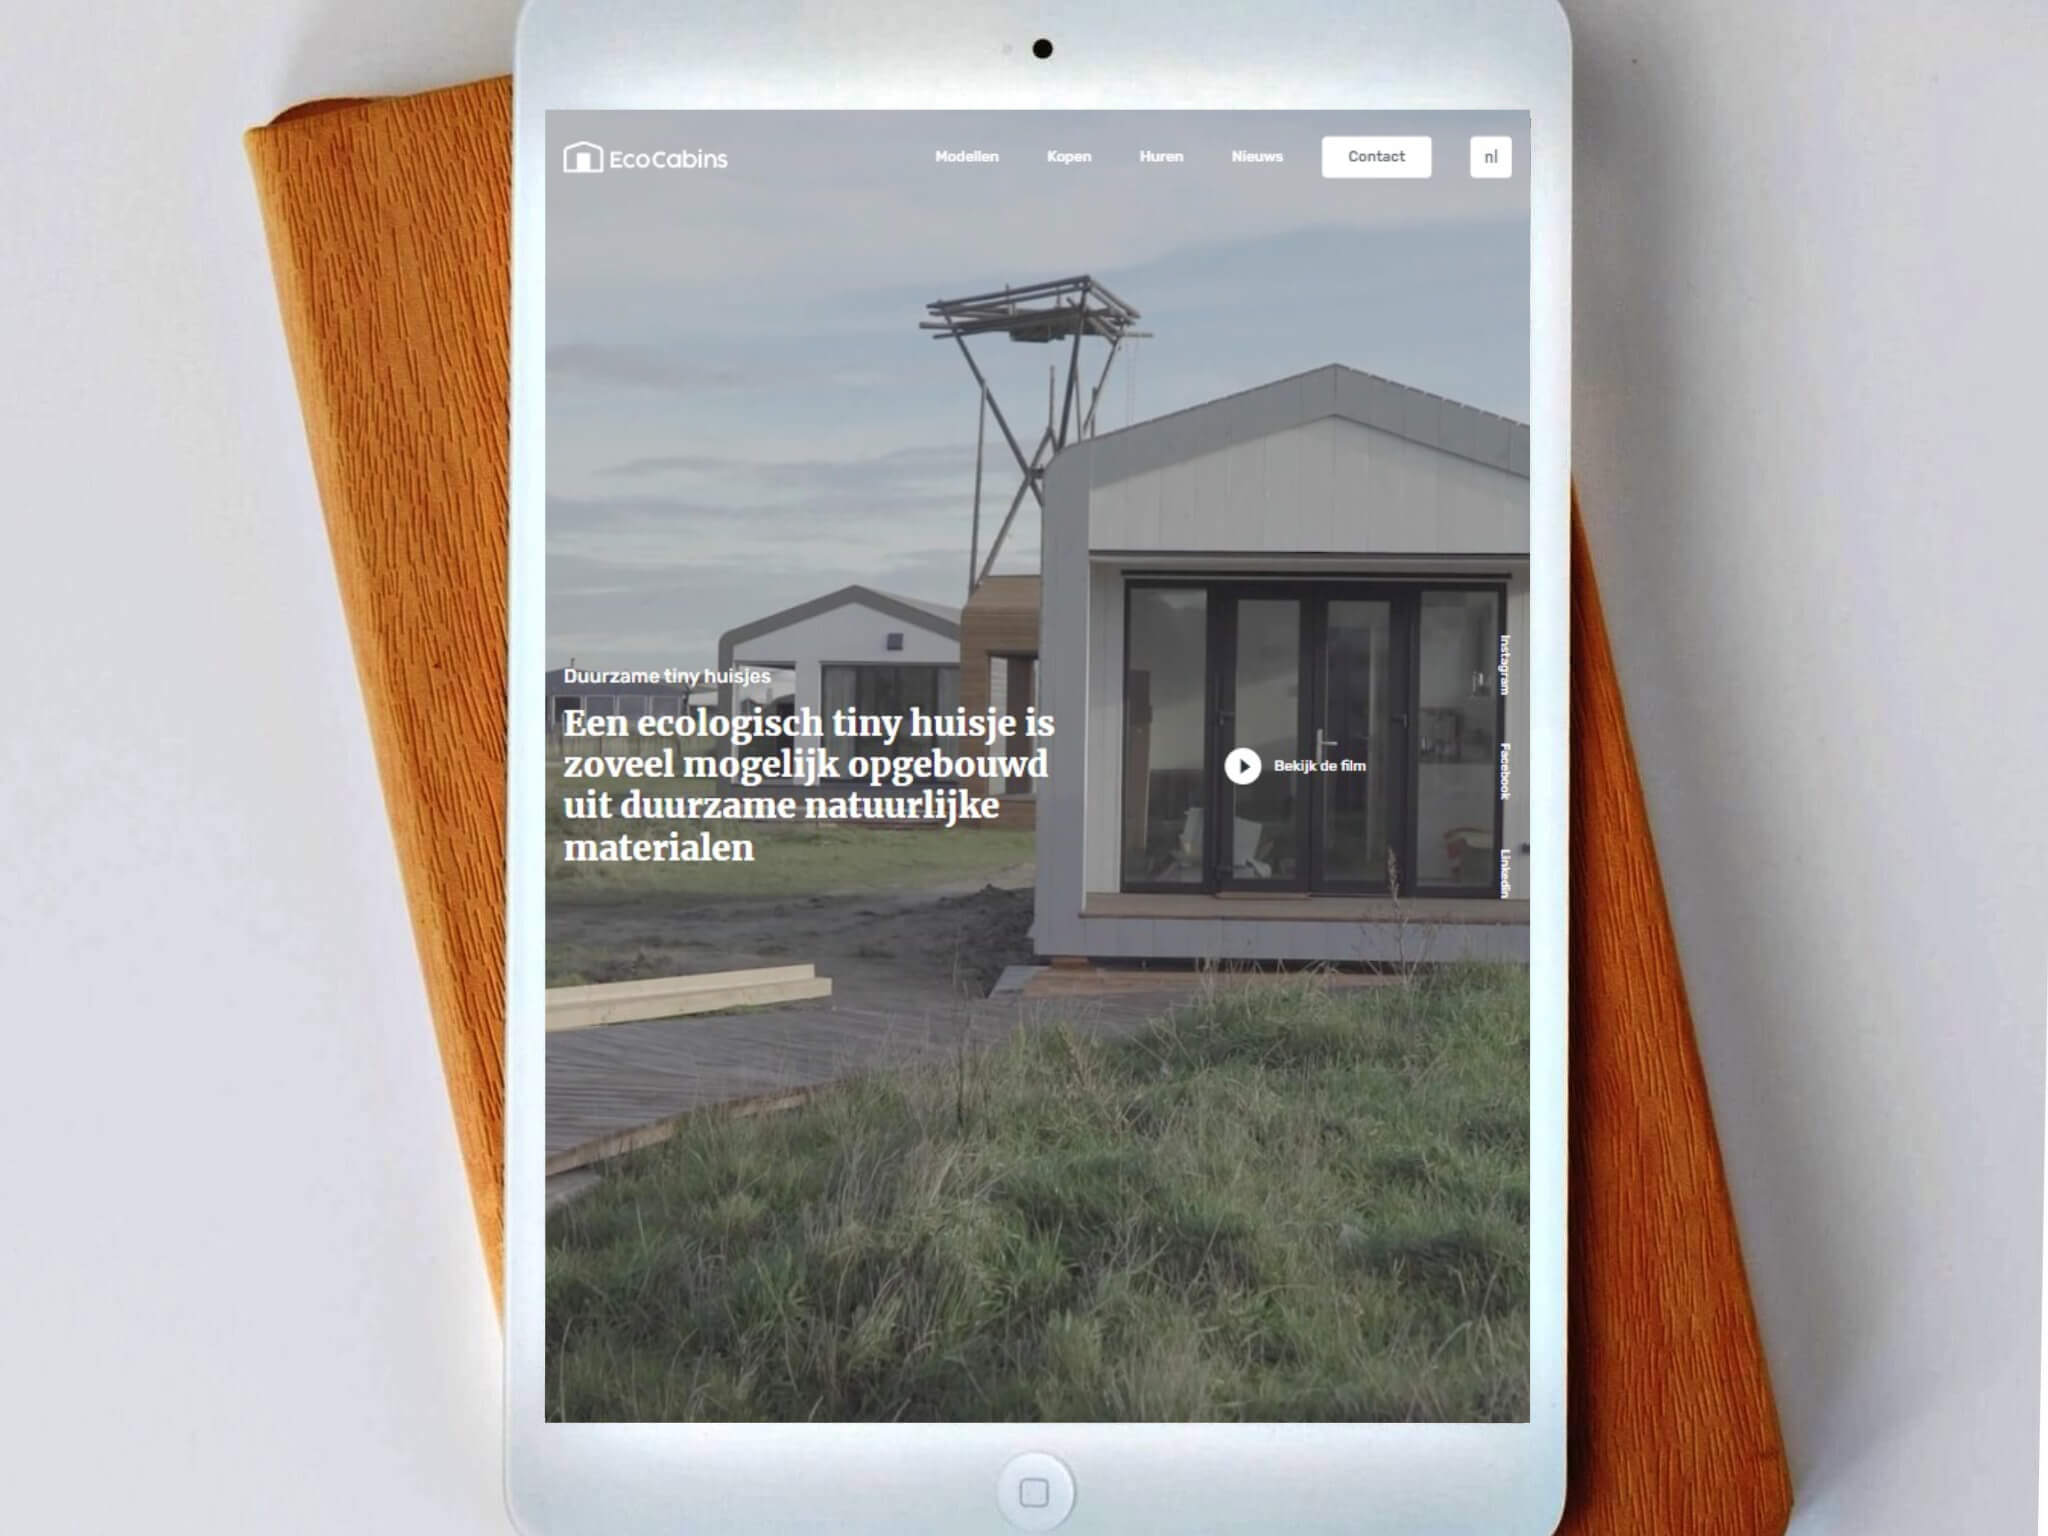 EcoCabins
Modellen
Kopen
Huren
Nieuws
Contact
nl
Duurzame tiny huisjes
Een ecologisch tiny huisje is
zoveel mogelijk opgebouwd
uit duurzame natuurlijke
materialen
Bekijk de film
Instagram
Facebook
Linkedin